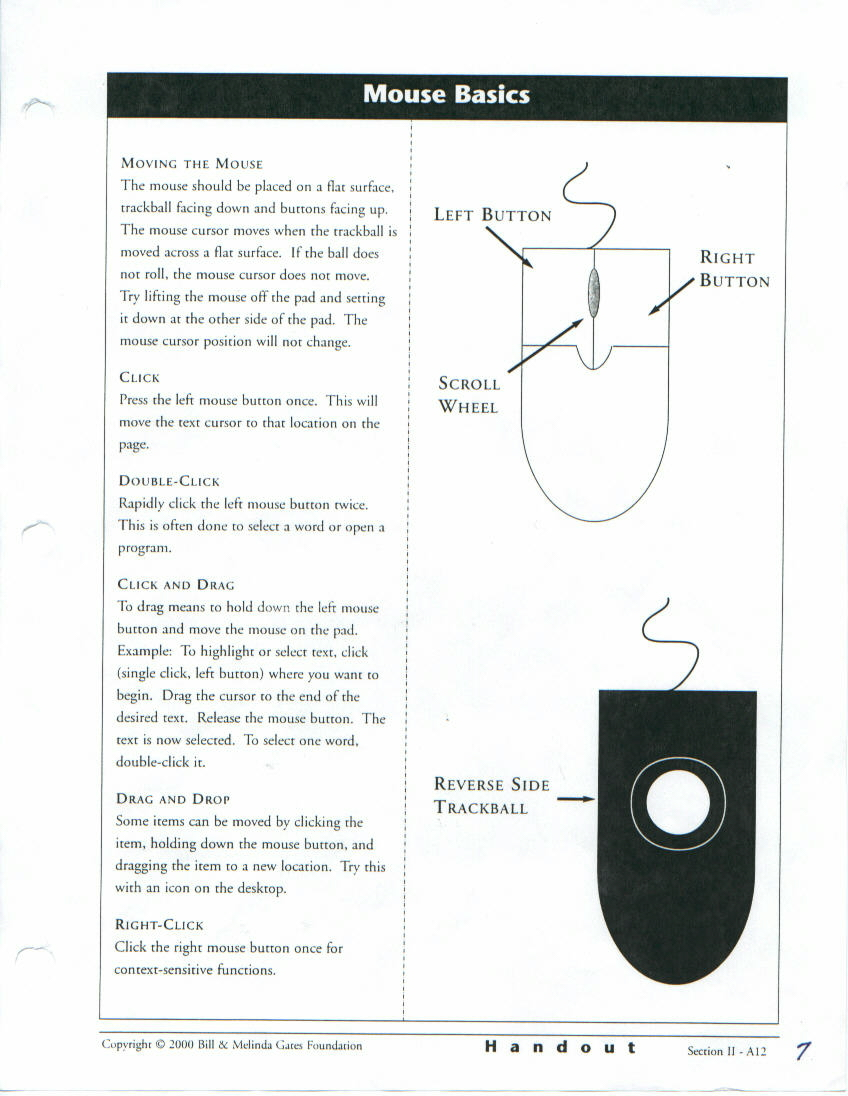 Mouse Basics
MOVING THE MOUSE
The mouse should be placed on a flat surface,
trackball facing down and buttons facing up.
The mouse cursor moves when the trackball is
moved across a flat surface. If the ball does
not roll, the mouse cursor does not move.
Try lifting the mouse off the pad and setting
it down at the other side of the pad. The
mouse cursor position will not change.
CLICK
Press the left mouse button once. This will
move the text cursor to that location on the
page.
DOUBLE-CLICK
Rapidly click the left mouse button twice.
This is often done to select a word or open a
program.
CLICK AND DRAG
To drag means to hold down the left mouse
button and move the mouse on the pad.
Example: To highlight or select text, click
(single click, left button) where you want to
begin. Drag the cursor to the end of the
desired text. Release the mouse button. The
text is now selected. To select one word,
double-click it.
DRAG AND DROP
Some items can be moved by clicking the
item, holding down the mouse button, and
dragging the item to a new location. Try this
with an icon on the desktop.
RIGHT-CLICK
Click the right mouse button once for
context-sensitive functions.
LEFT BUTTON
RIGHT
BUTTON
SCROLL
WHEEL
REVERSE SIDE
TRACKBALL
Copyright © 2000 Bill & Melinda Gates Foundation
Handout
Section II - A12
7